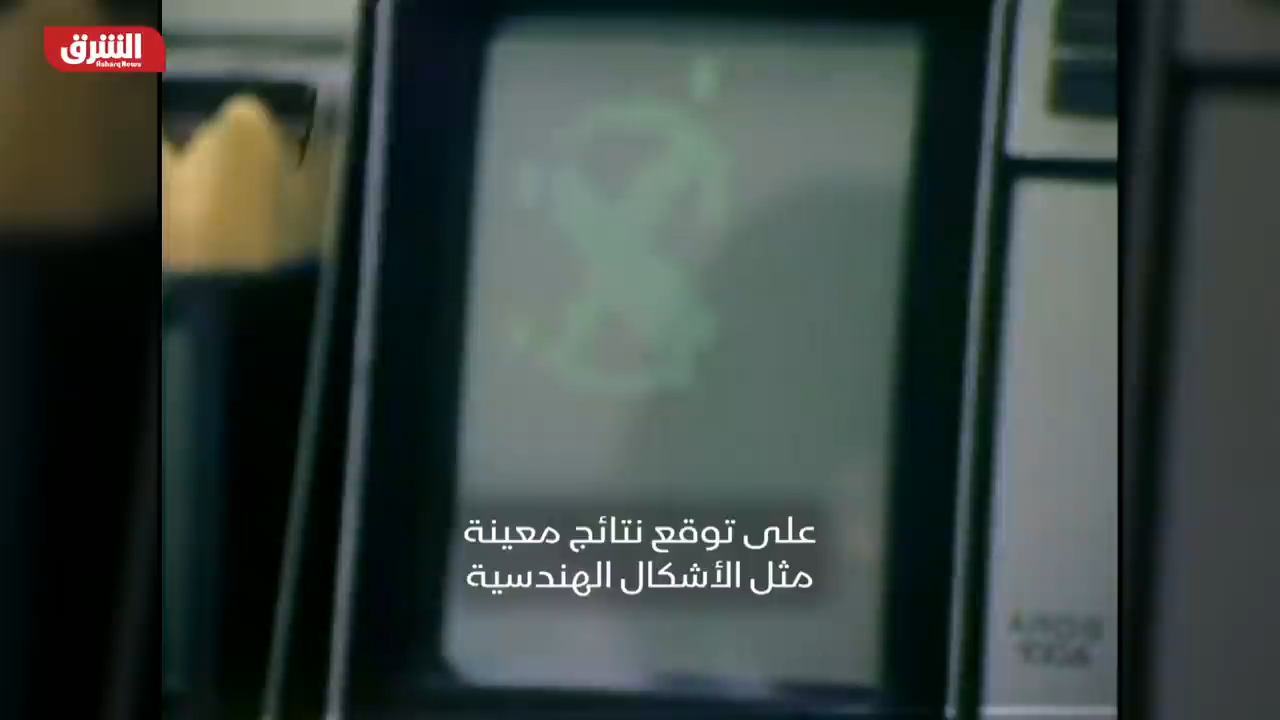 الشرق
Asharq News
على توقع نتائج معينة
مثل الأشكال الهندسية